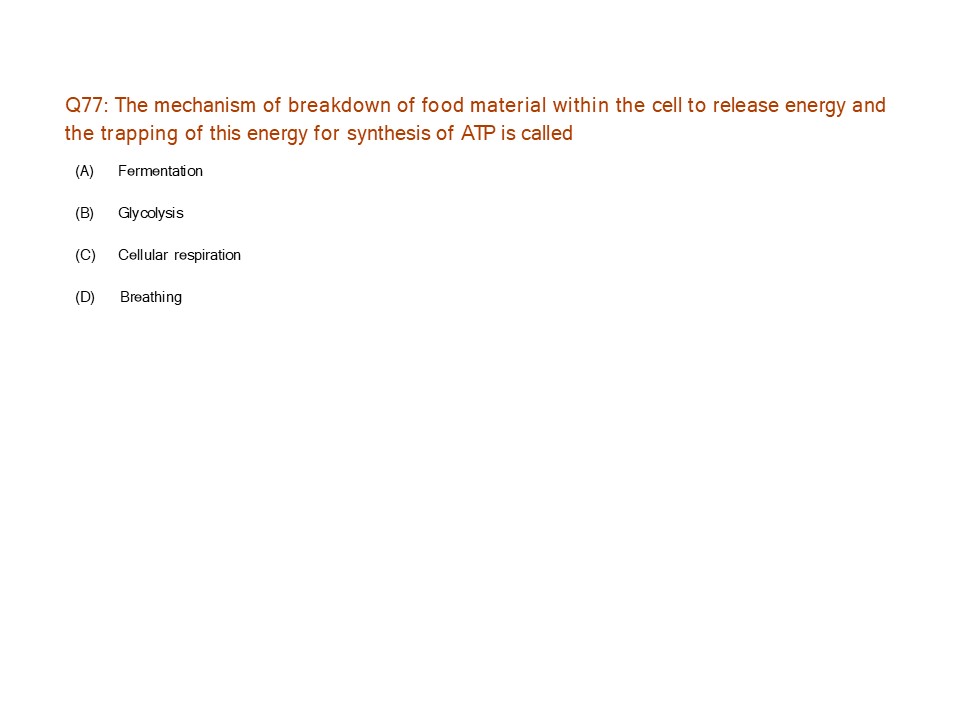 Q77: The mechanism of breakdown of food material within the cell to release energy and
the trapping of this energy for synthesis of ATP is called
(A) Fermentation
(B) Glycolysis
(C) Cellular respiration
(D) Breathing